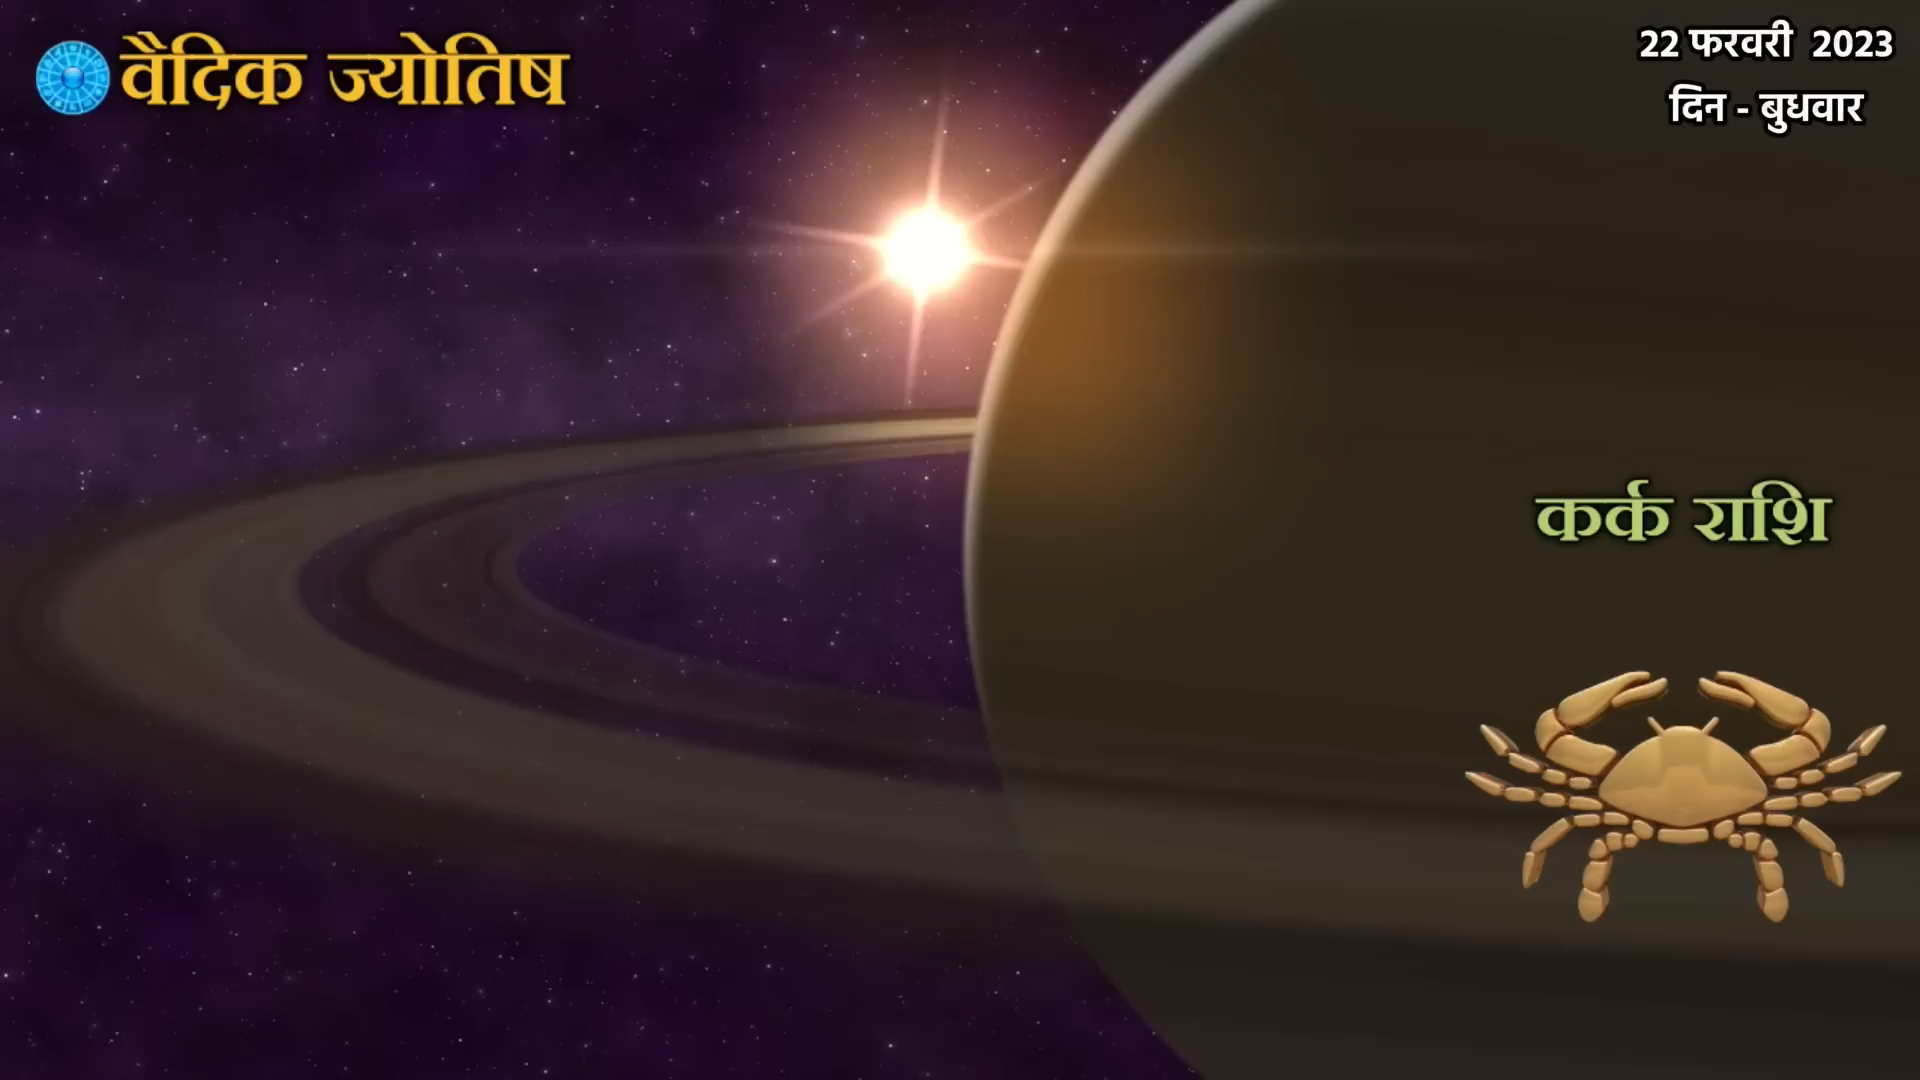 वैदिक ज्योतिष
22 फरवरी 2023
दिन - बुधवार
कर्क राशि